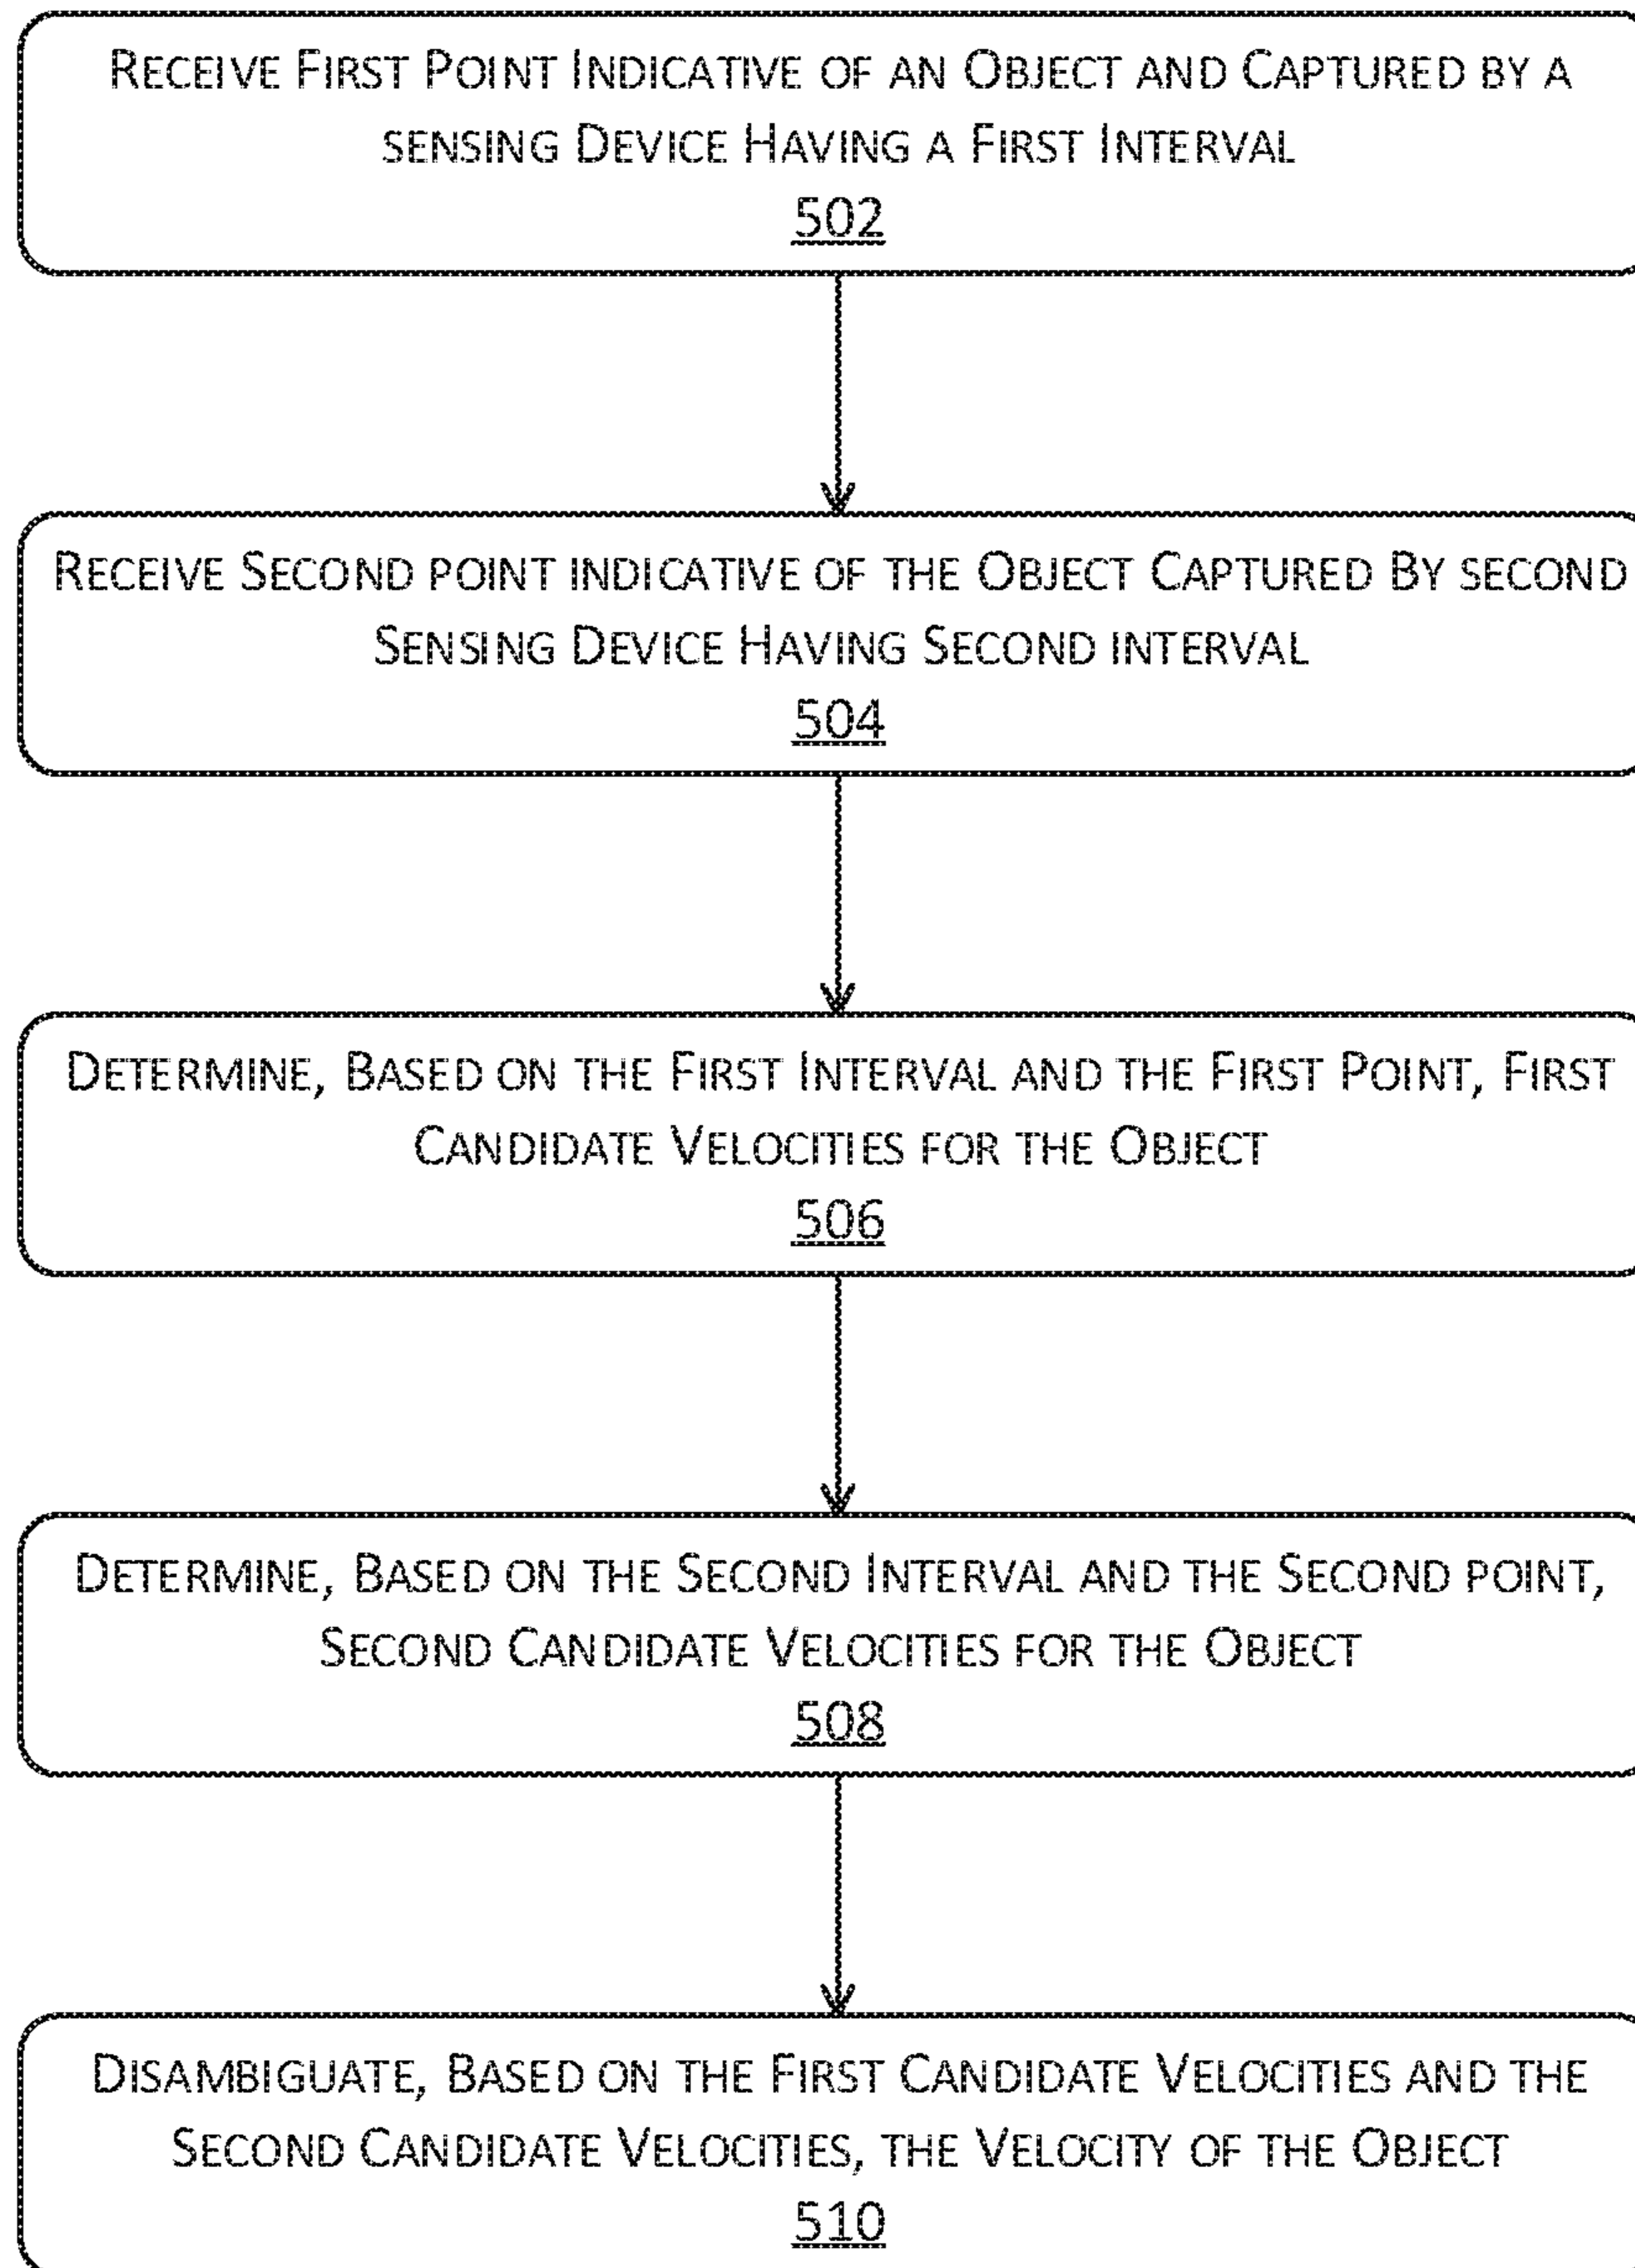 RECEIVE FIRST POINT INDICATIVE OF AN OBJECT AND CAPTURED BY A
SENSING DEVICE HAVING A FIRST INTERVAL
502
RECEIVE SECOND POINT INDICATIVE OF THE OBJECT CAPTURED BY SECOND
SENSING DEVICE HAVING SECOND INTERVAL
504
DETERMINE, BASED ON THE FIRST INTERVAL AND THE FIRST POINT, FIRST
CANDIDATE VELOCITIES FOR THE OBJECT
506
DETERMINE, BASED ON THE SECOND INTERVAL AND THE SECOND POINT,
SECOND CANDIDATE VELOCITIES FOR THE OBJECT
508
DISAMBIGUATE, BASED ON THE FIRST CANDIDATE VELOCITIES AND THE
SECOND CANDIDATE VELOCITIES, THE VELOCITY OF THE OBJECT
510